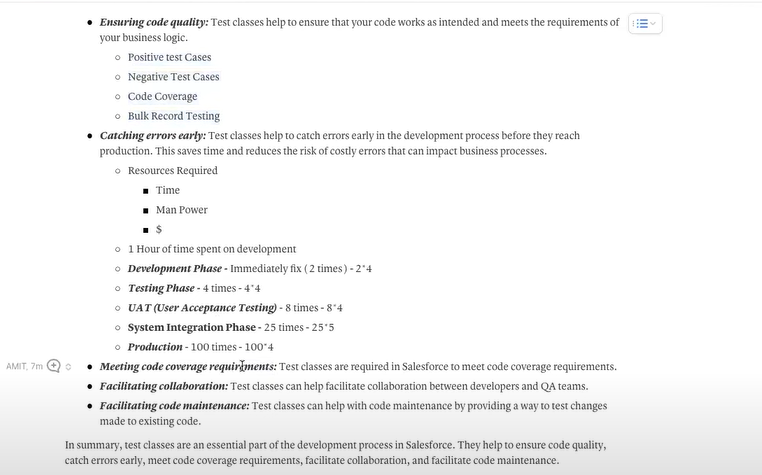 Ensuring code quality: Test classes help to ensure that your code works as intended and meets the requirements of
your business logic.
Positive test Cases
Negative Test Cases
Code Coverage
Bulk Record Testing
Catching errors early: Test classes help to catch errors early in the development process before they reach
production. This saves time and reduces the risk of costly errors that can impact business processes.
Resources Required
Time
Man Power
$
1 Hour of time spent on development
Development Phase - Immediately fix ( 2 times ) - 2*4
Testing Phase - 4 times - 4*4
UAT (User Acceptance Testing) - 8 times - 8*4
System Integration Phase - 25 times - 25*5
Production - 100 times - 100*4
AMIT, 7m
Meeting code coverage requirements: Test classes are required in Salesforce to meet code coverage requirements.
Facilitating collaboration: Test classes can help facilitate collaboration between developers and QA teams.
Facilitating code maintenance: Test classes can help with code maintenance by providing a way to test changes
made to existing code.
In summary, test classes are an essential part of the development process in Salesforce. They help to ensure code quality,
catch errors early, meet code coverage requirements, facilitate collaboration, and facilitate code maintenance.